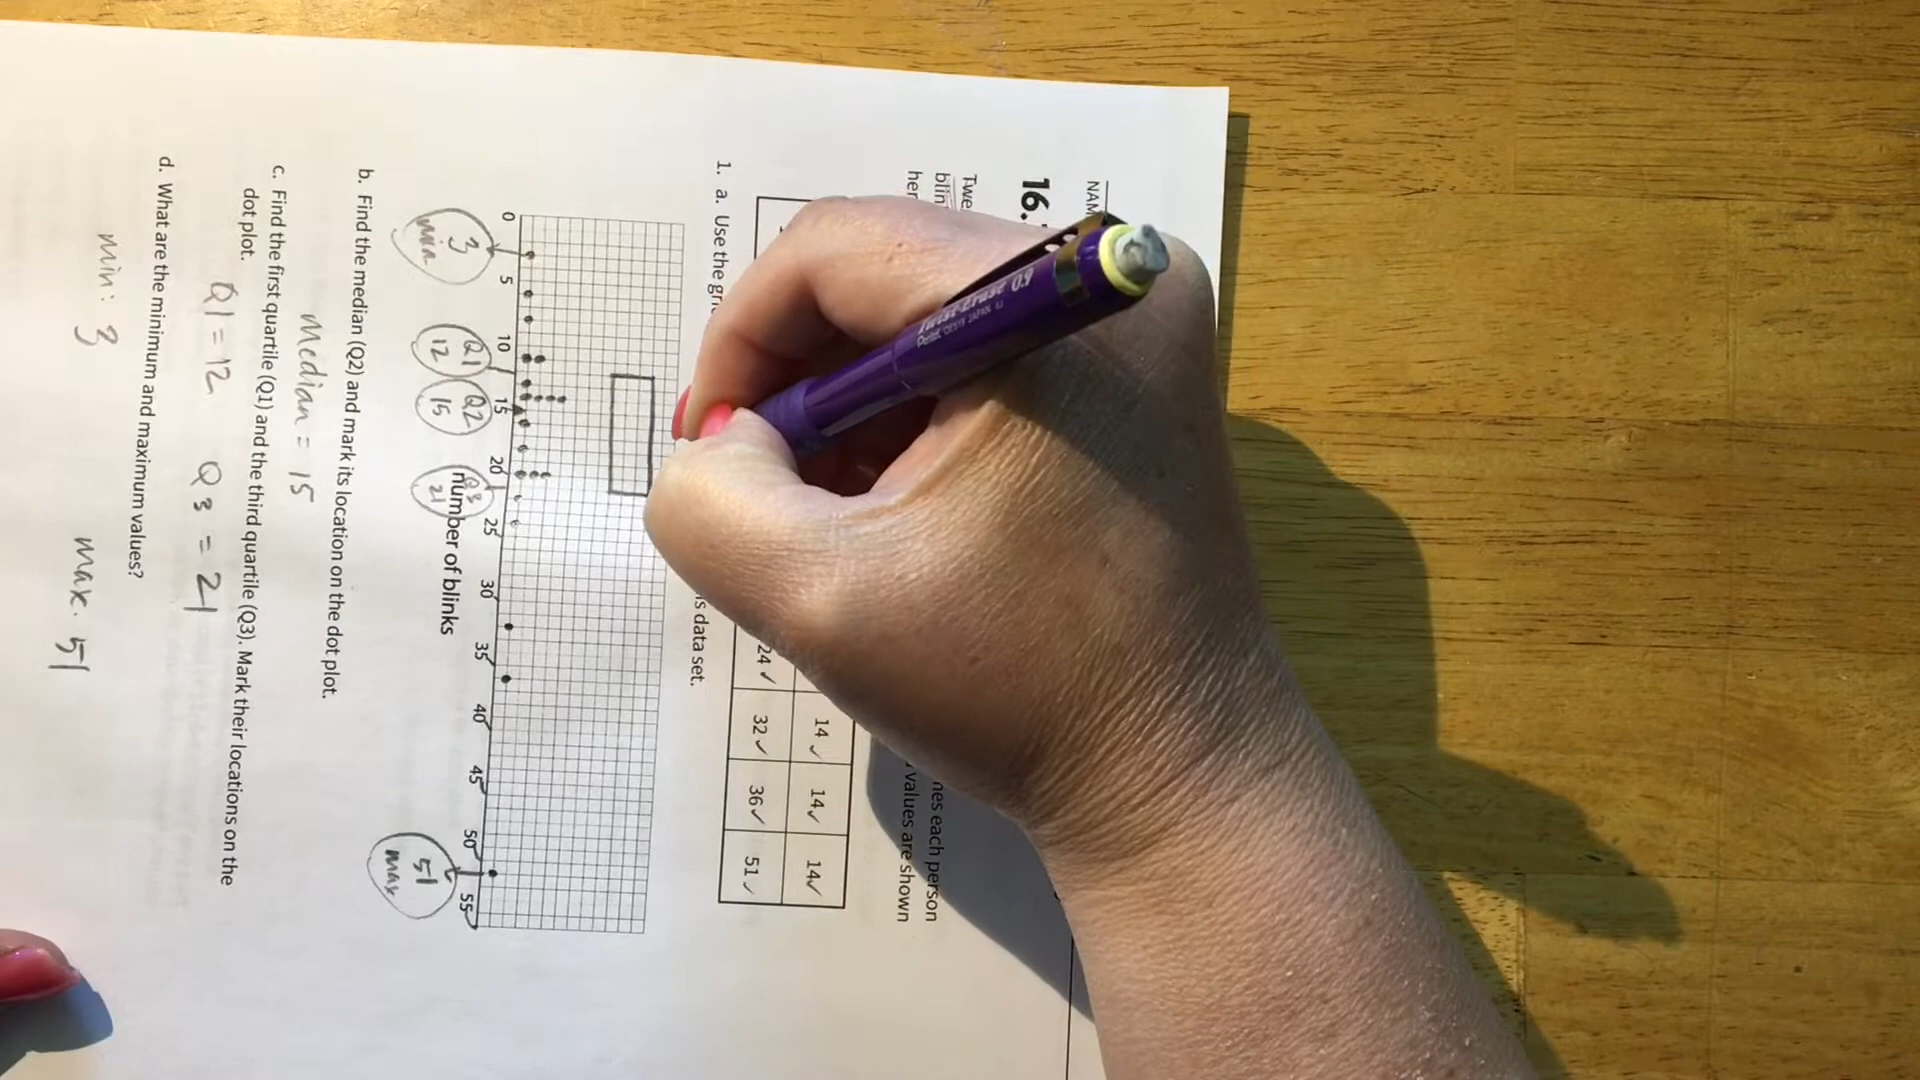 NAM
16.
Twe
blin nes each person
her values are shown
14 ✓ 14 ✓ 14 ✓
24 ✓ 32 ✓ 36 ✓ 51 ✓
1. a. Use the gri s data set.
0 5 10 15 20 25 30 35 40 45 50 55
3 min
Q1 12
Q2 15
Q3 21
51 max
number of blinks
b. Find the median (Q2) and mark its location on the dot plot.
Median = 15
c. Find the first quartile (Q1) and the third quartile (Q3). Mark their locations on the
dot plot.
Q1 = 12 Q3 = 21
d. What are the minimum and maximum values?
min: 3 max. 51
Twist-Erase 0.9
Pentel QE519 JAPAN